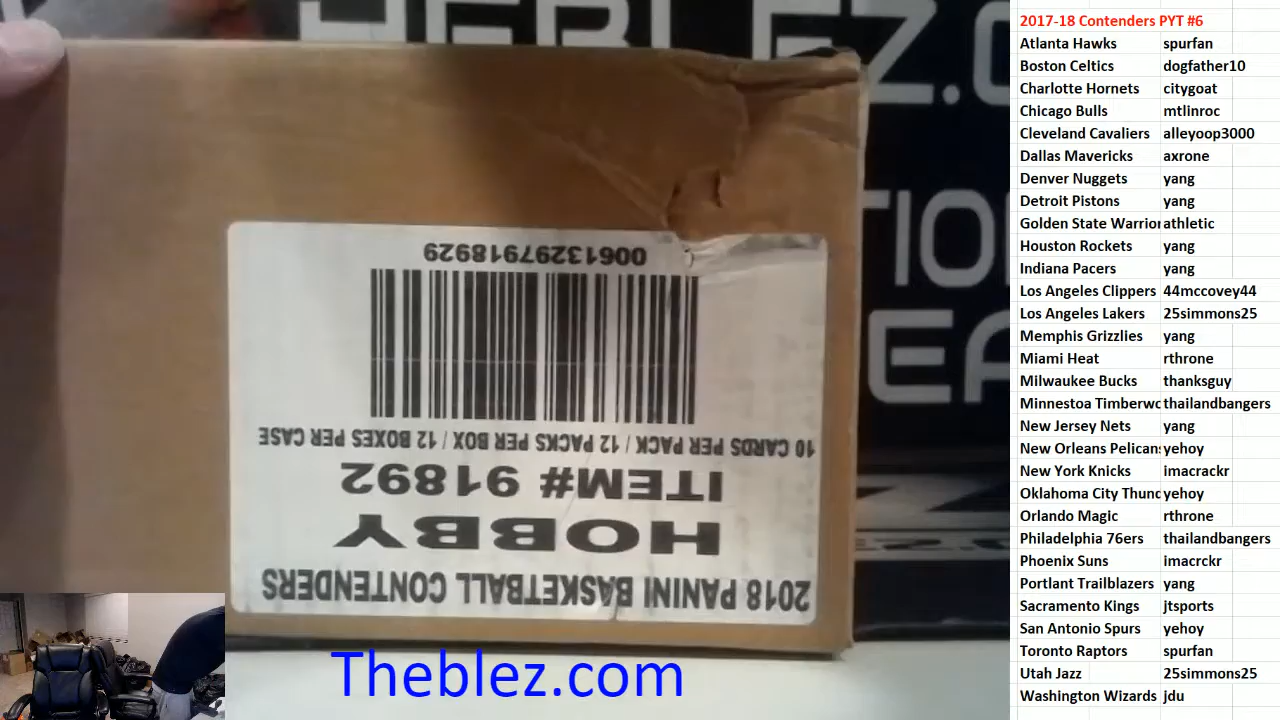 HEBLEZ.C
TION
EA
00613297918929
10 CARDS PER PACK / 12 PACKS PER BOX / 12 BOXES PER CASE
ITEM# 91892
HOBBY
2018 PANINI BASKETBALL CONTENDERS
Theblez.com
2017-18 Contenders PYT #6
Atlanta Hawks spurfan
Boston Celtics dogfather10
Charlotte Hornets citygoat
Chicago Bulls mtlinroc
Cleveland Cavaliers alleyoop3000
Dallas Mavericks axrone
Denver Nuggets yang
Detroit Pistons yang
Golden State Warrior athletic
Houston Rockets yang
Indiana Pacers yang
Los Angeles Clippers 44mccovey44
Los Angeles Lakers 25simmons25
Memphis Grizzlies yang
Miami Heat rthrone
Milwaukee Bucks thanksguy
Minnestoa Timberwo thailandbangers
New Jersey Nets yang
New Orleans Pelicans yehoy
New York Knicks imacrackr
Oklahoma City Thund yehoy
Orlando Magic rthrone
Philadelphia 76ers thailandbangers
Phoenix Suns imacrckr
Portlant Trailblazers yang
Sacramento Kings jtsports
San Antonio Spurs yehoy
Toronto Raptors spurfan
Utah Jazz 25simmons25
Washington Wizards jdu